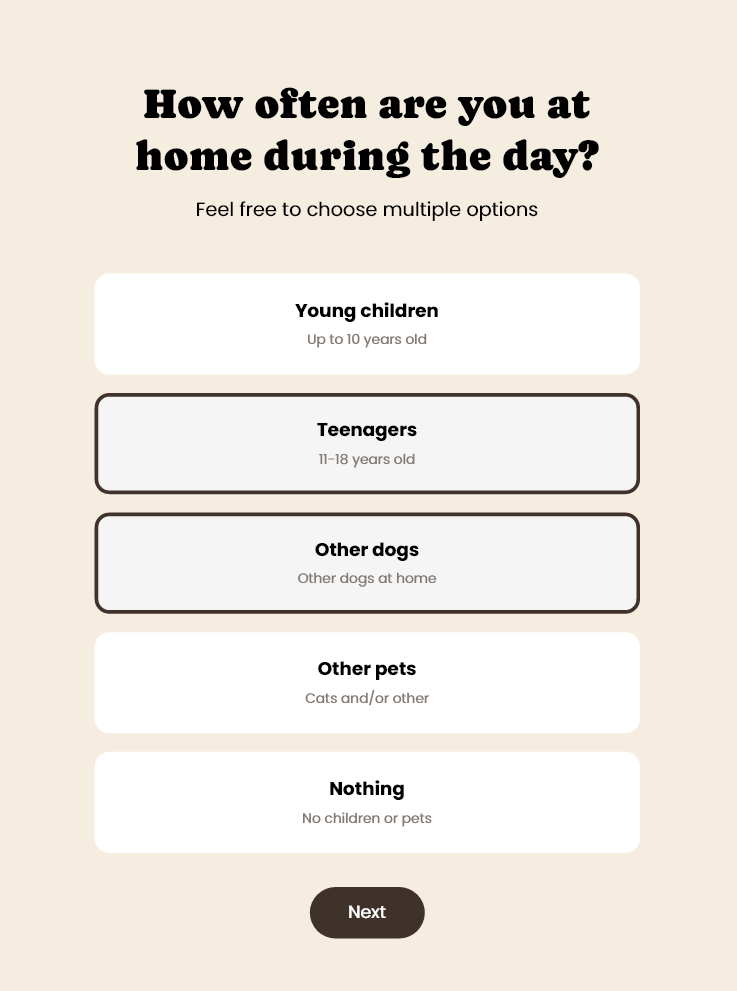 How often are you at
home during the day?
Feel free to choose multiple options
Young children
Up to 10 years old
Teenagers
11-18 years old
Other dogs
Other dogs at home
Other pets
Cats and/or other
Nothing
No children or pets
Next